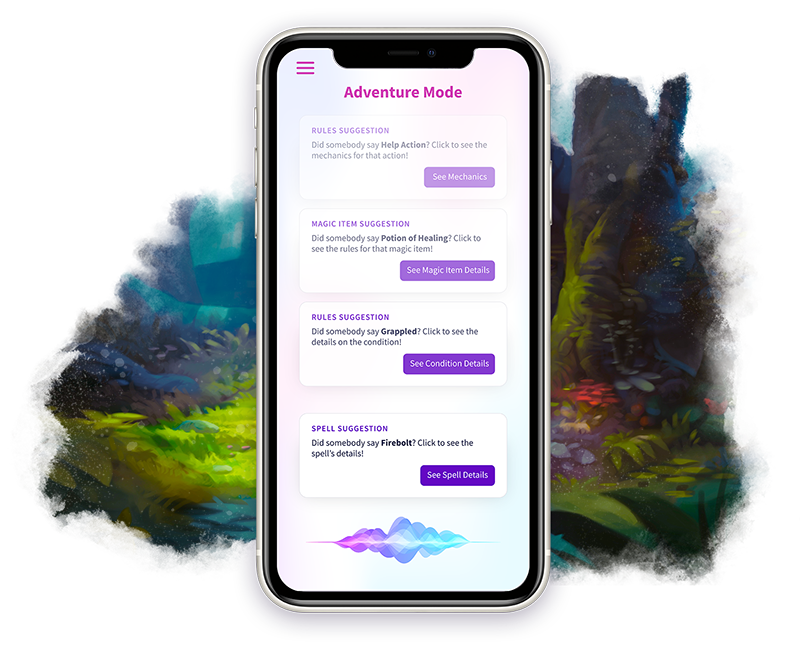 Adventure Mode
RULES SUGGESTION
Did somebody say Help Action? Click to see the
mechanics for that action!
See Mechanics
MAGIC ITEM SUGGESTION
Did somebody say Potion of Healing? Click to
see the rules for that magic item!
See Magic Item Details
RULES SUGGESTION
Did somebody say Grappled? Click to see the
details on the condition!
See Condition Details
SPELL SUGGESTION
Did somebody say Firebolt? Click to see the
spell's details!
See Spell Details